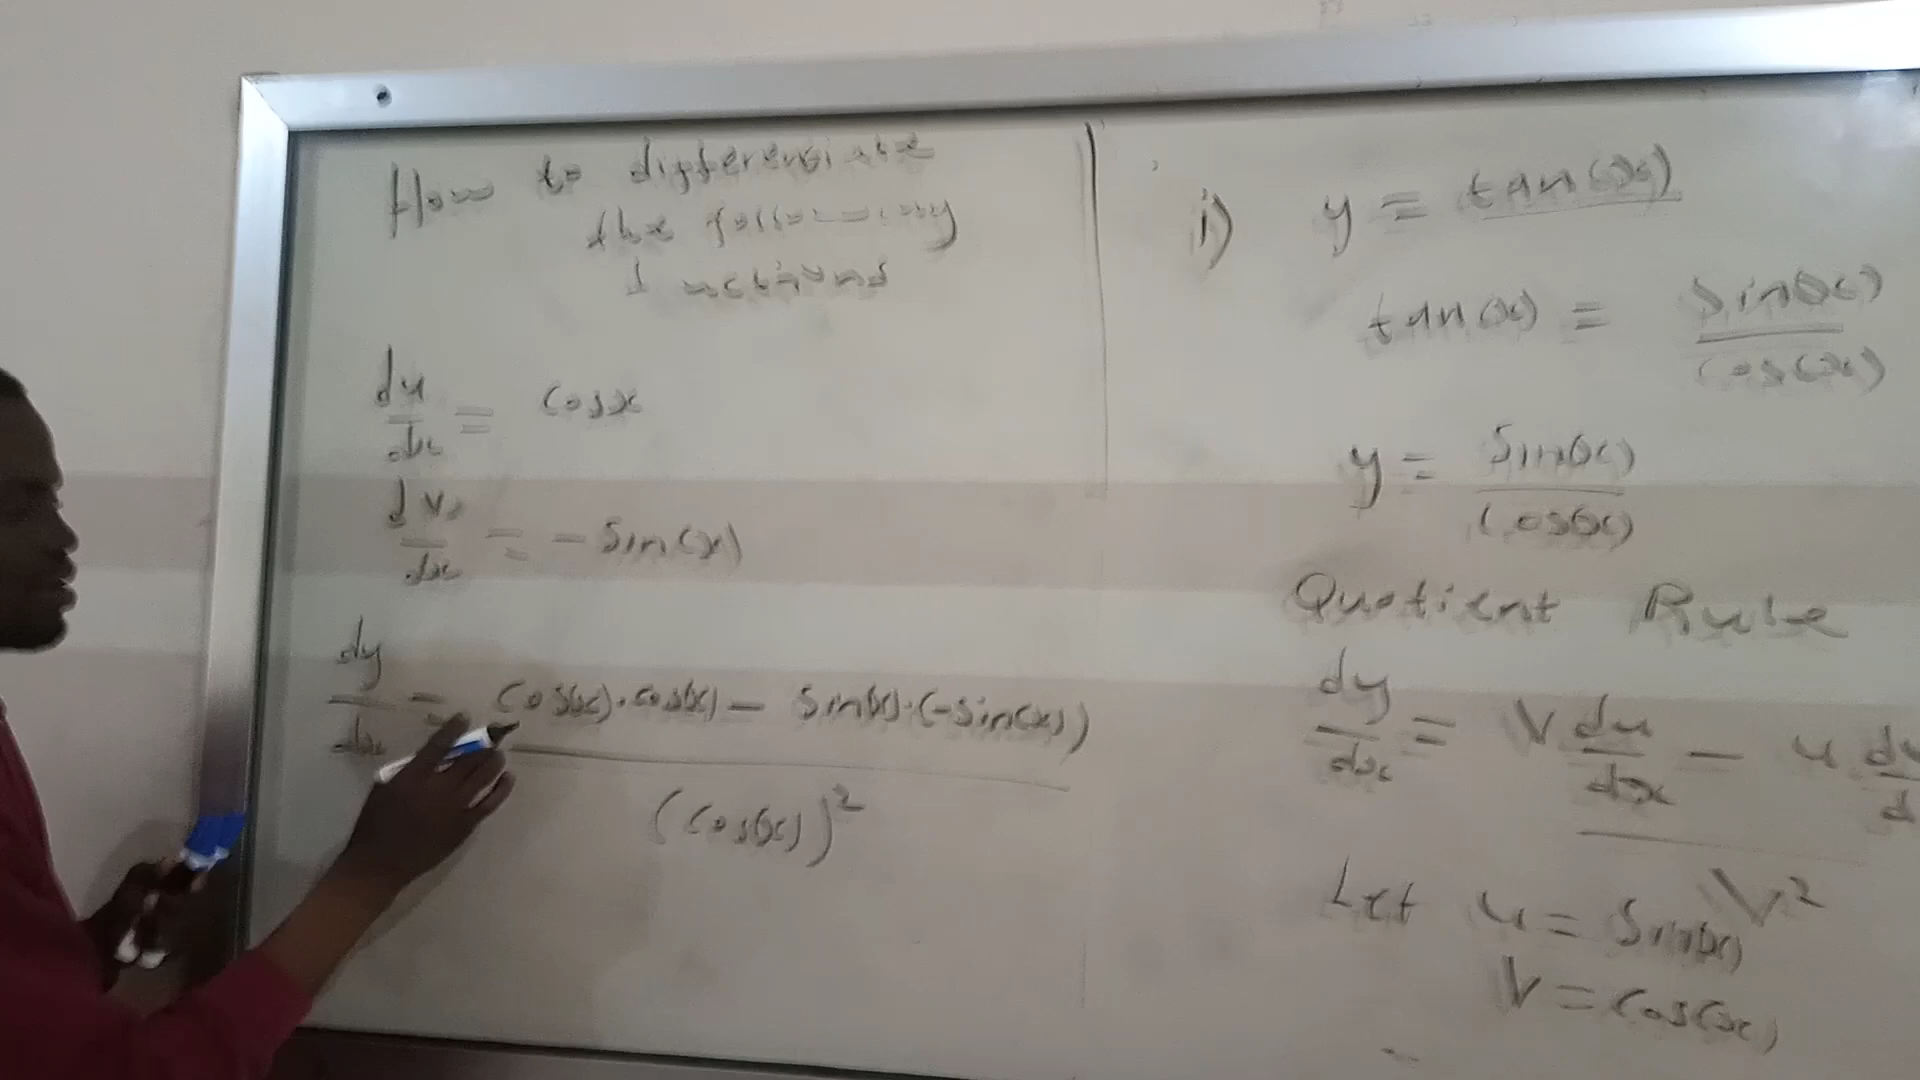 How to differentiate
the following
functions
du/dx = cosx
dv/dx = - Sin(x)
dy/dx = cos(x).cos(x) - sin(x).(-sin(x)) / (cos(x))²
i) y = tan(x)
tan(x) = Sin(x)/cos(x)
y = Sin(x)/cos(x)
Quotient Rule
dy/dx = V du/dx - u dv/d
V²
Let u = Sin(x)
V = cos(x)